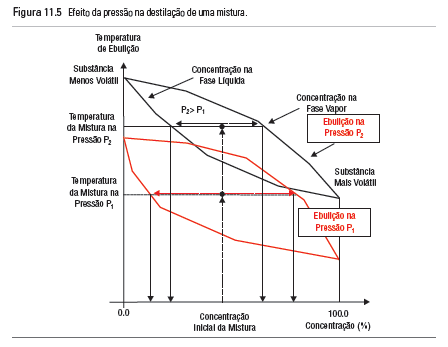 Figura 11.5 Efeito da pressão na destilação de uma mistura.
Temperatura
de Ebulição
Substância
Menos Volátil
Concentração na
Fase Líquida
P₂> P₁
Concentração na
Fase Vapor
Temperatura
da Mistura na
Pressão P₂
Ebulição na
Pressão P₂
Substância
Mais Volátil
Temperatura
da Mistura na
Pressão P₁
Ebulição na
Pressão P₁
0.0
Concentração
Inicial da Mistura
100.0
Concentração (%)